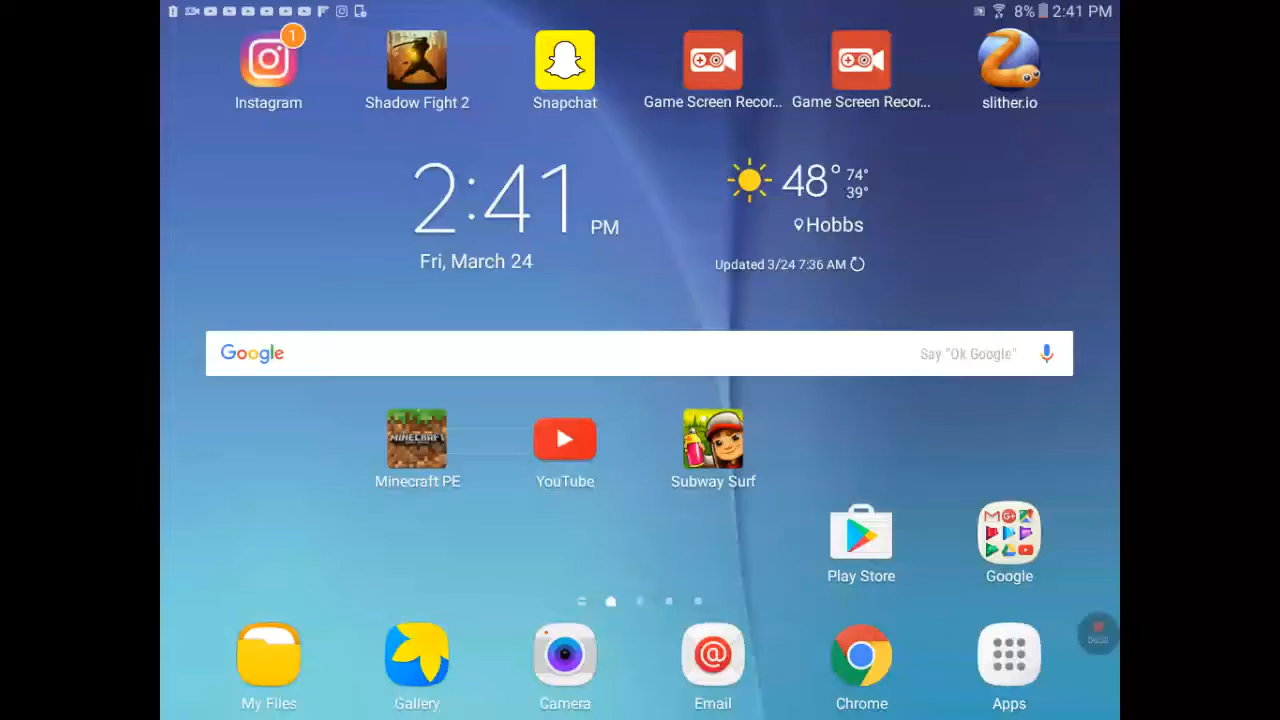 8% 2:41 PM
1
Instagram
Shadow Fight 2
Snapchat
Game Screen Recor...
Game Screen Recor...
slither.io
2:41 PM
Fri, March 24
48° 74°
39°
Hobbs
Updated 3/24 7:36 AM
Google
Say "Ok Google"
MINECRAFT
Minecraft PE
YouTube
Subway Surf
Play Store
Google
My Files
Gallery
Camera
Email
Chrome
Apps